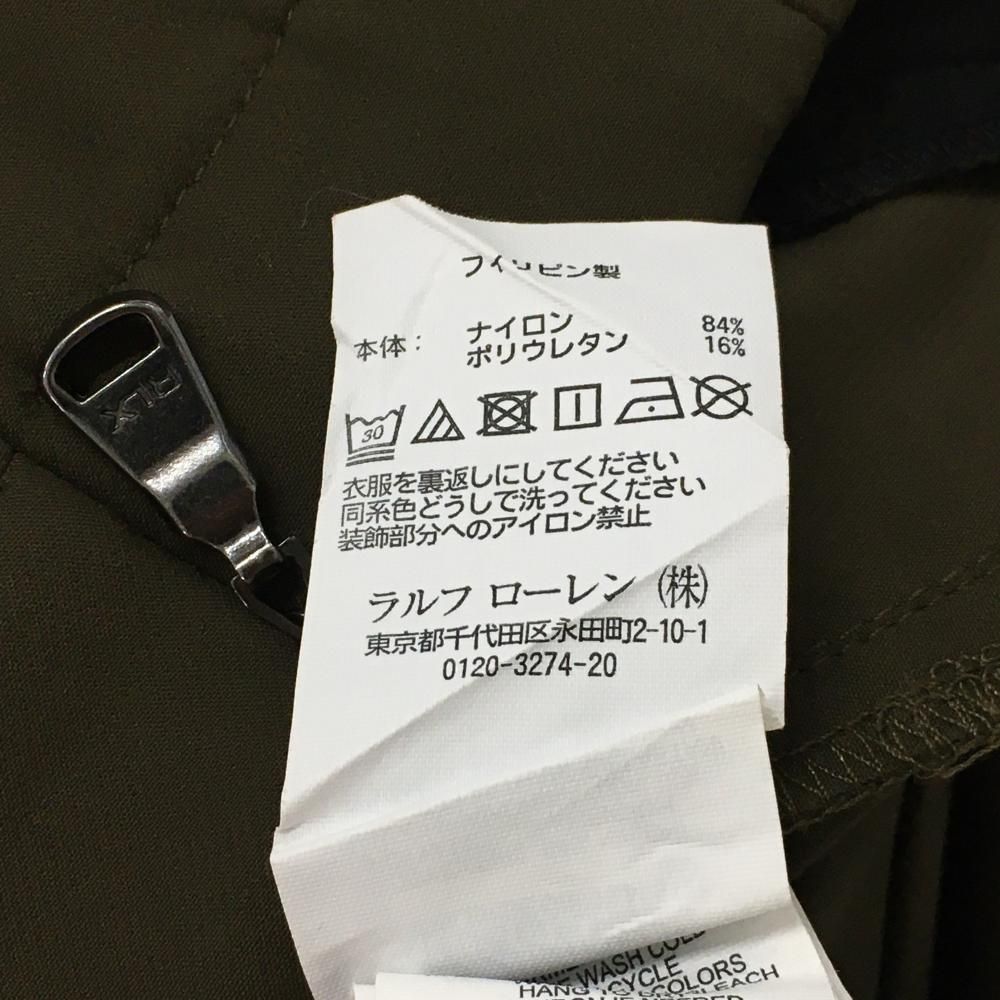 フィリピン製
本体: ナイロン 84%
ポリウレタン 16%
30
衣服を裏返しにしてください
同系色どうしで洗ってください
装飾部分へのアイロン禁止
ラルフ ローレン (株)
東京都千代田区永田町2-10-1
0120-3274-20
RLX
WASH COLD
CYCLE
COLORS
HANG
BLEACH
NEEDED